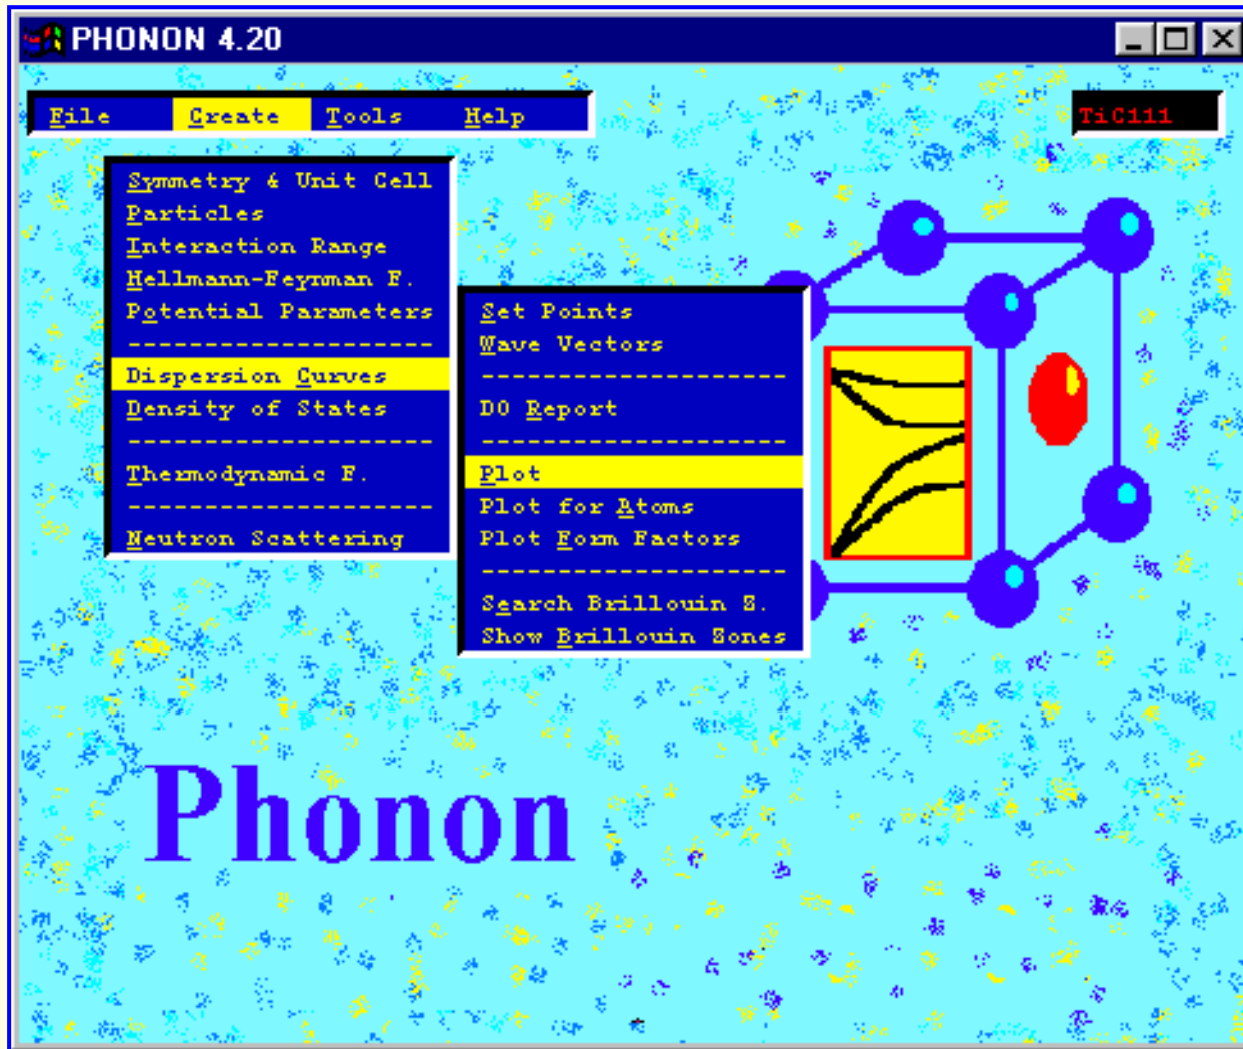 PHONON 4.20
File Create Tools Help
TiC111
Symmetry & Unit Cell
Particles
Interaction Range
Hellmann-Feynman F.
Potential Parameters
--------------------
Dispersion Curves
Density of States
--------------------
Thermodynamic F.
--------------------
Neutron Scattering
Set Points
Wave Vectors
--------------------
DO Report
--------------------
Plot
Plot for Atoms
Plot Form Factors
--------------------
Search Brillouin Z.
Show Brillouin Zones
Phonon